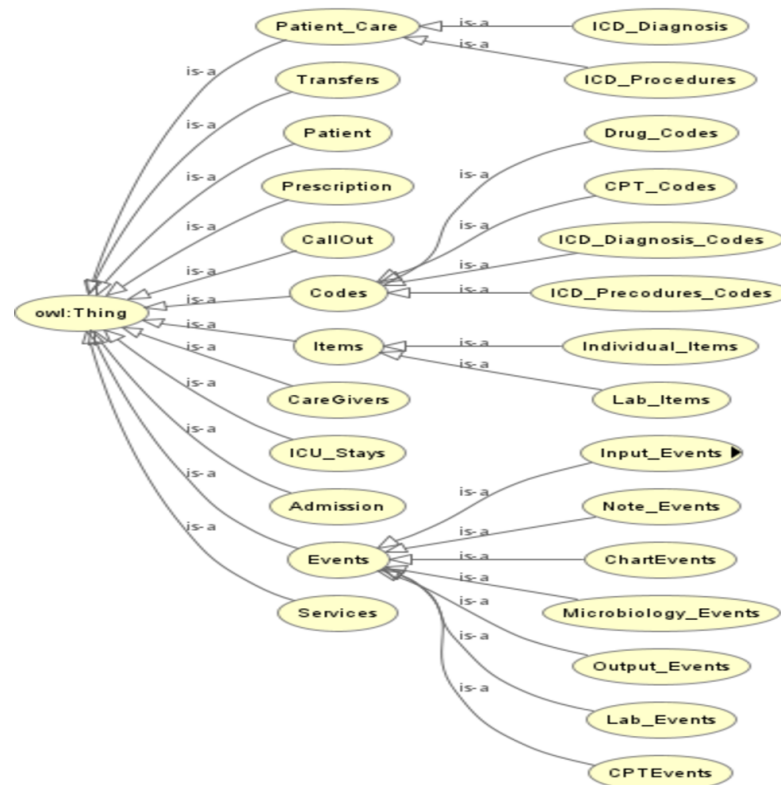 Patient_Care
is-a
ICD_Diagnosis
is-a
Transfers
ICD_Procedures
is-a
Patient
Drug_Codes
is-a
Prescription
is-a
CPT_Codes
is-a
CallOut
is-a
ICD_Diagnosis_Codes
is-a
is-a
Codes
is-a
ICD_Precodures_Codes
is-a
owl:Thing
is-a
Items
is-a
Individual_Items
is-a
CareGivers
is-a
Lab_Items
is-a
ICU_Stays
Input_Events
is-a
is-a
Admission
Note_Events
is-a
is-a
Events
is-a
ChartEvents
is-a
Services
Microbiology_Events
is-a
is-a
Output_Events
is-a
Lab_Events
CPTEvents